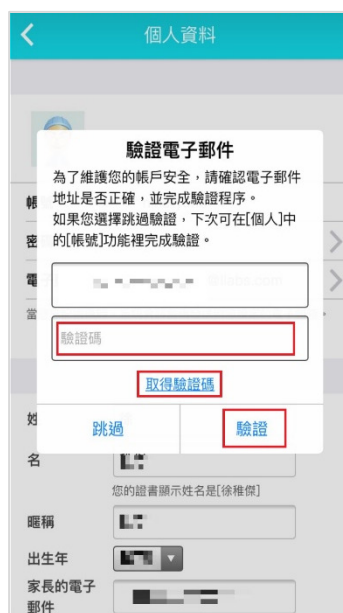 個人資料
驗證電子郵件
為了維護您的帳戶安全，請確認電子郵件
地址是否正確，並完成驗證程序。
如果您選擇跳過驗證，下次可在[個人]中
的[帳號]功能裡完成驗證。
帳
密
電
當
驗證碼
取得驗證碼
跳過
驗證
姓
名
您的證書顯示姓名是[徐稚傑]
暱稱
出生年
家長的電子
郵件